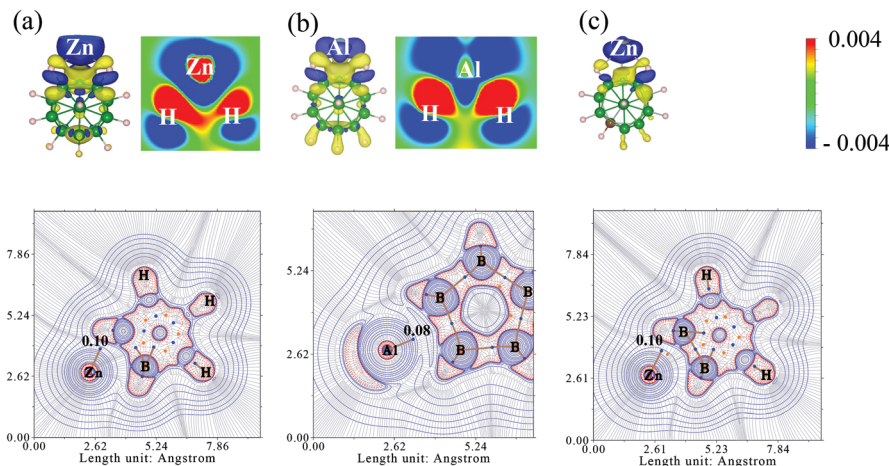 (a)
Zn
Zn
H
H
(b)
Al
Al
H
H
(c)
Zn
0.004
- 0.004
7.86
5.24
2.62
0.00
0.00
2.62
5.24
7.86
Length unit: Angstrom
H
H
0.10
Zn
B
H
5.24
2.62
0.00
0.00
2.62
5.24
Length unit: Angstrom
B
B
B
0.08
Al
B
B
7.84
5.23
2.61
0.00
0.00
2.61
5.23
7.84
Length unit: Angstrom
H
B
0.10
Zn
B
H